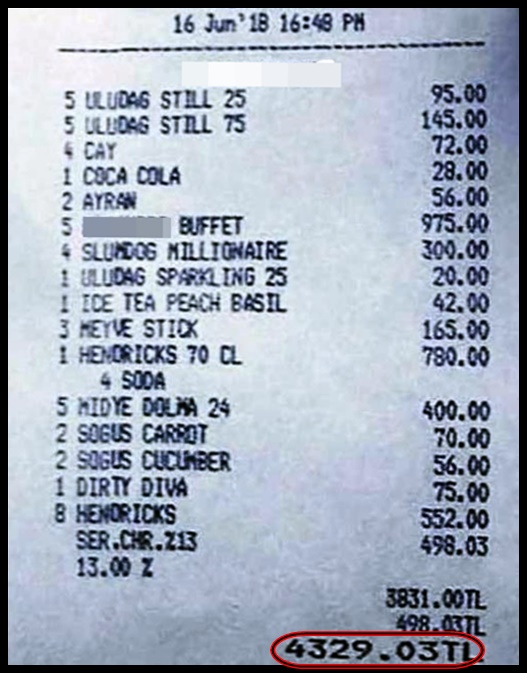 16 Jun'18 16:48 PM
5 ULUDAG STILL 25 95.00
5 ULUDAG STILL 75 145.00
4 CAY 72.00
1 COCA COLA 28.00
2 AYRAN 56.00
5 BUFFET 975.00
4 SLUMDOG MILLIONAIRE 300.00
1 ULUDAG SPARKLING 25 20.00
1 ICE TEA PEACH BASIL 42.00
3 MEYVE STICK 165.00
1 HENDRICKS 70 CL 780.00
4 SODA
5 MIDYE DOLMA 24 400.00
2 SOGUS CARROT 70.00
2 SOGUS CUCUMBER 56.00
1 DIRTY DIVA 75.00
8 HENDRICKS 552.00
SER.CHR.%13 498.03
13.00 %
3831.00TL
498.03TL
4329.03TL